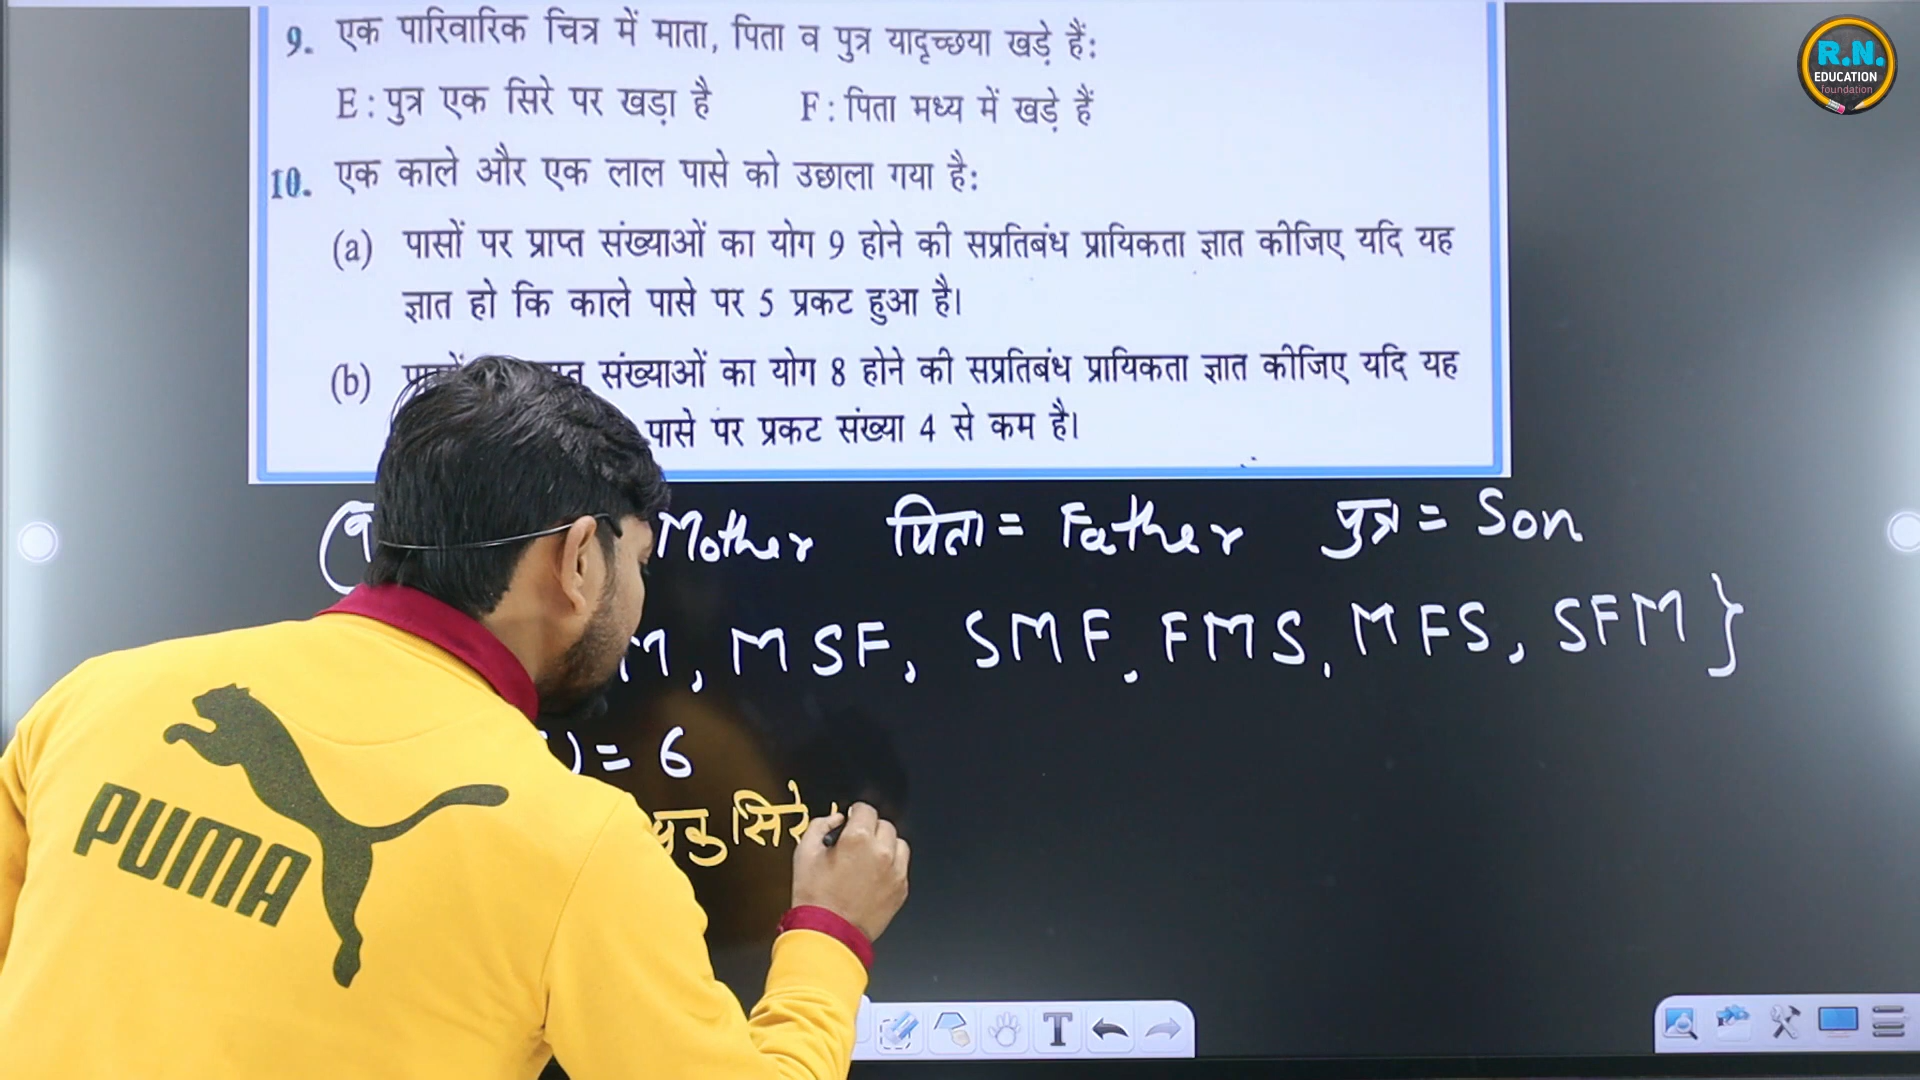 9. एक पारिवारिक चित्र में माता, पिता व पुत्र यादृच्छया खड़े हैं:
E : पुत्र एक सिरे पर खड़ा है F : पिता मध्य में खड़े हैं
10. एक काले और एक लाल पासे को उछाला गया है:
(a) पासों पर प्राप्त संख्याओं का योग 9 होने की सप्रतिबंध प्रायिकता ज्ञात कीजिए यदि यह
ज्ञात हो कि काले पासे पर 5 प्रकट हुआ है।
(b) संख्याओं का योग 8 होने की सप्रतिबंध प्रायिकता ज्ञात कीजिए यदि यह
पासे पर प्रकट संख्या 4 से कम है।
Mother पिता = Father पुत्र = Son
M, MSF, SMF, FMS, MFS, SFM }
) = 6
सिरे
PUMA
R.N.
EDUCATION
foundation
T